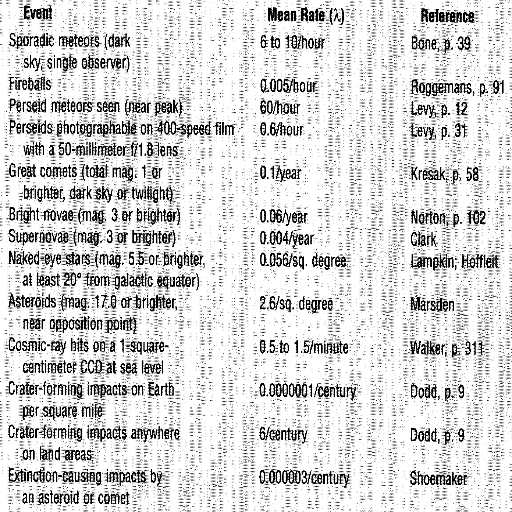 Event Mean Rate (λ) Reference
Sporadic meteors (dark 6 to 10/hour Bone, p. 39
sky, single observer)
Fireballs 0.005/hour Roggemans, p. 91
Perseid meteors seen (near peak) 60/hour Levy, p. 12
Perseids photographable on 400-speed film 0.6/hour Levy, p. 31
with a 50-millimeter f/1.8 lens
Great comets (total mag. 1 or 0.1/year Kresak, p. 58
brighter, dark sky or twilight)
Bright novae (mag. 3 or brighter) 0.06/year Norton, p. 102
Supernovae (mag. 3 or brighter) 0.004/year Clark
Naked-eye stars (mag. 5.5 or brighter, 0.056/sq. degree Lampkin; Hoffleit
at least 20° from galactic equator)
Asteroids (mag. 17.0 or brighter, 2.6/sq. degree Marsden
near opposition point)
Cosmic-ray hits on a 1-square- 0.5 to 1.5/minute Walker, p. 311
centimeter CCD at sea level
Crater-forming impacts on Earth 0.0000001/century Dodd, p. 9
per square mile
Crater-forming impacts anywhere 6/century Dodd, p. 9
on land areas
Extinction-causing impacts by 0.000003/century Shoemaker
an asteroid or comet